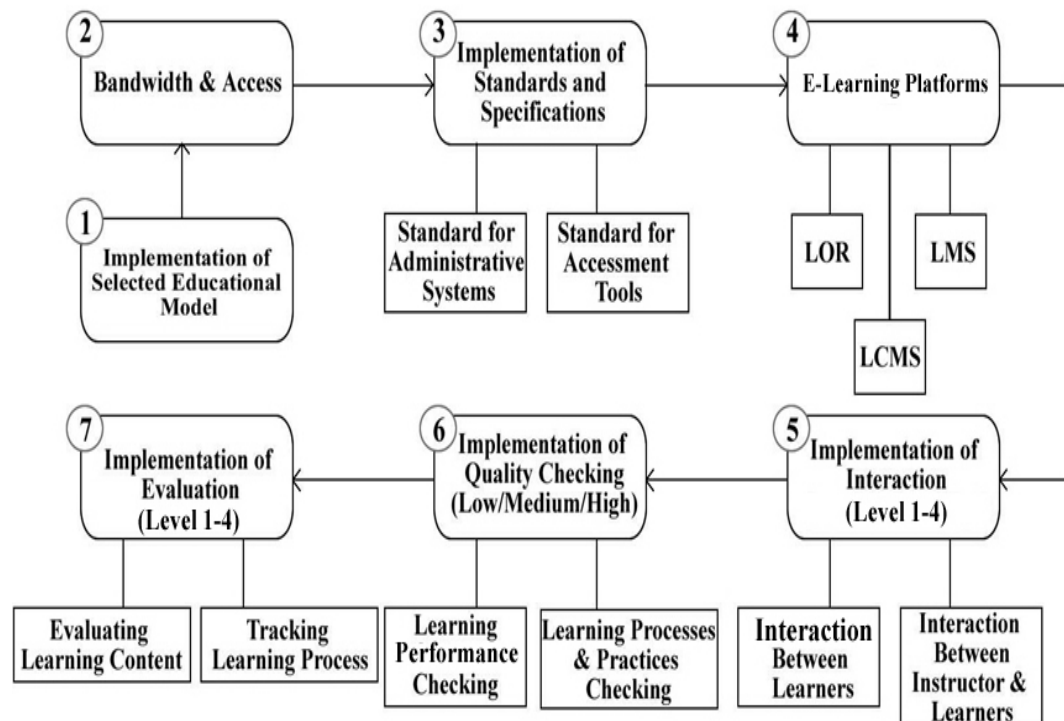 2
Bandwidth & Access
3
Implementation of
Standards and
Specifications
4
E-Learning Platforms
1
Implementation of
Selected Educational
Model
Standard for
Administrative
Systems
Standard for
Accessment
Tools
LOR
LMS
LCMS
7
Implementation of
Evaluation
(Level 1-4)
6
Implementation of
Quality Checking
(Low/Medium/High)
5
Implementation of
Interaction
(Level 1-4)
Evaluating
Learning Content
Tracking
Learning Process
Learning
Performance
Checking
Learning Processes
& Practices
Checking
Interaction
Between
Learners
Interaction
Between
Instructor &
Learners